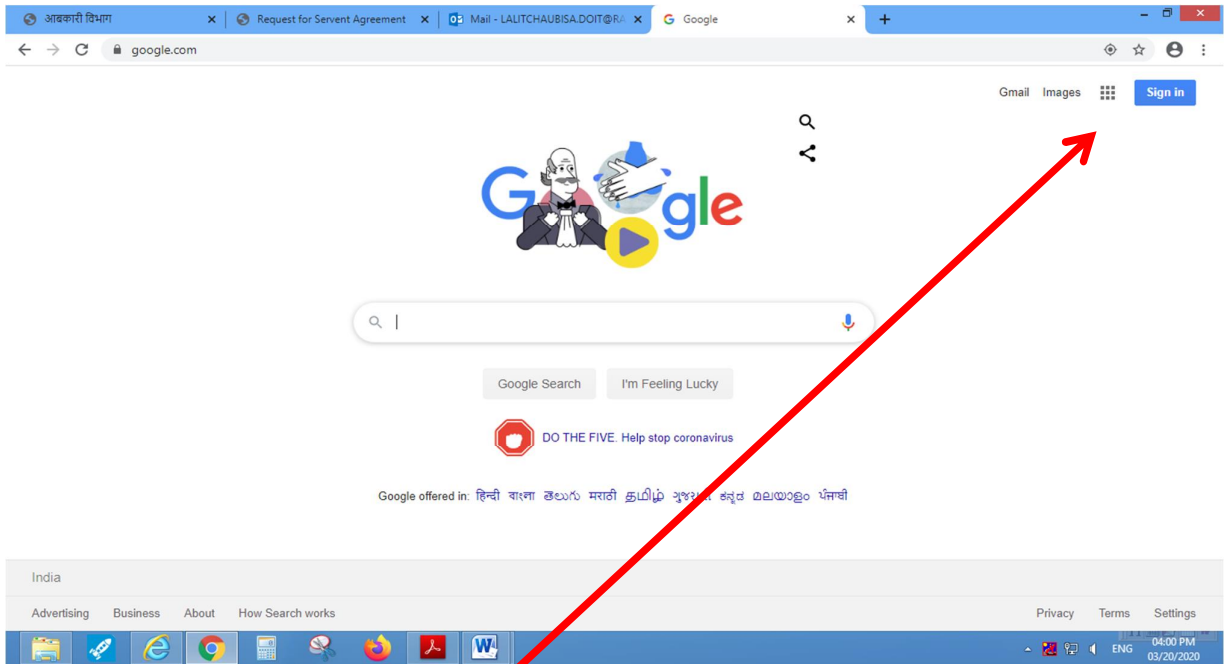 आबकारी विभाग
Request for Servent Agreement
Mail - LALITCHAUBISA.DOIT@RA
Google
google.com
Gmail Images Sign in
Google
Google Search I'm Feeling Lucky
DO THE FIVE. Help stop coronavirus
Google offered in: हिन्दी বাংলা తెలుగు मराठी தமிழ் ગુજરાતી ಕನ್ನಡ മലയാളം ਪੰਜਾਬੀ
India
Advertising Business About How Search works Privacy Terms Settings
ENG 04:00 PM
03/20/2020